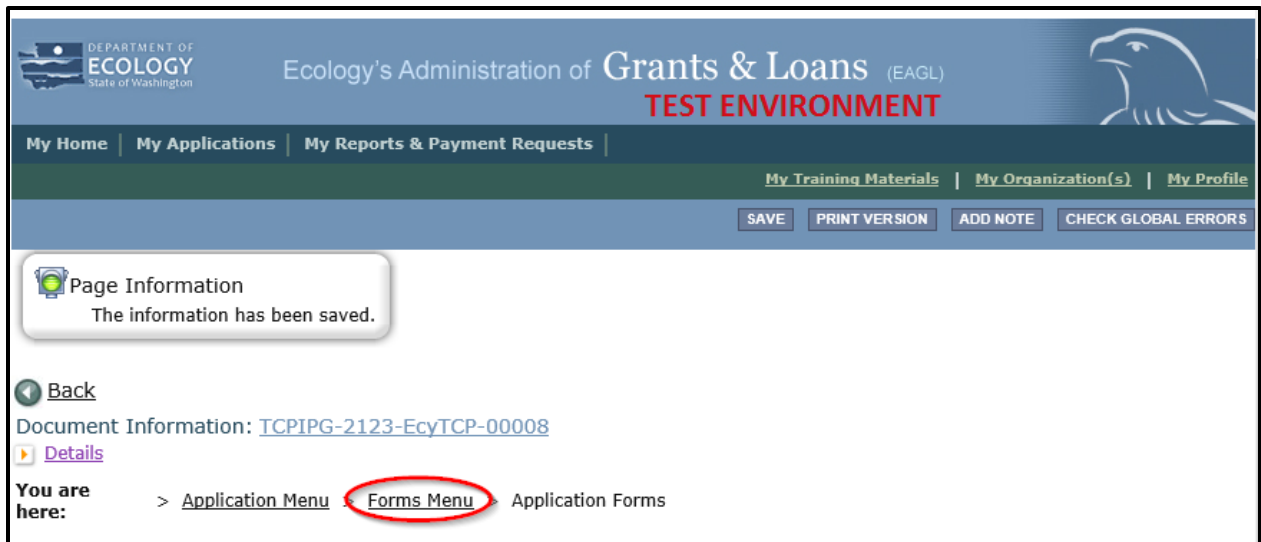 DEPARTMENT OF
ECOLOGY
State of Washington
Ecology's Administration of Grants & Loans (EAGL)
TEST ENVIRONMENT
My Home | My Applications | My Reports & Payment Requests |
My Training Materials | My Organization(s) | My Profile
SAVE PRINT VERSION ADD NOTE CHECK GLOBAL ERRORS
Page Information
The information has been saved.
Back
Document Information: TCPIPG-2123-EcyTCP-00008
Details
You are here: > Application Menu > Forms Menu > Application Forms